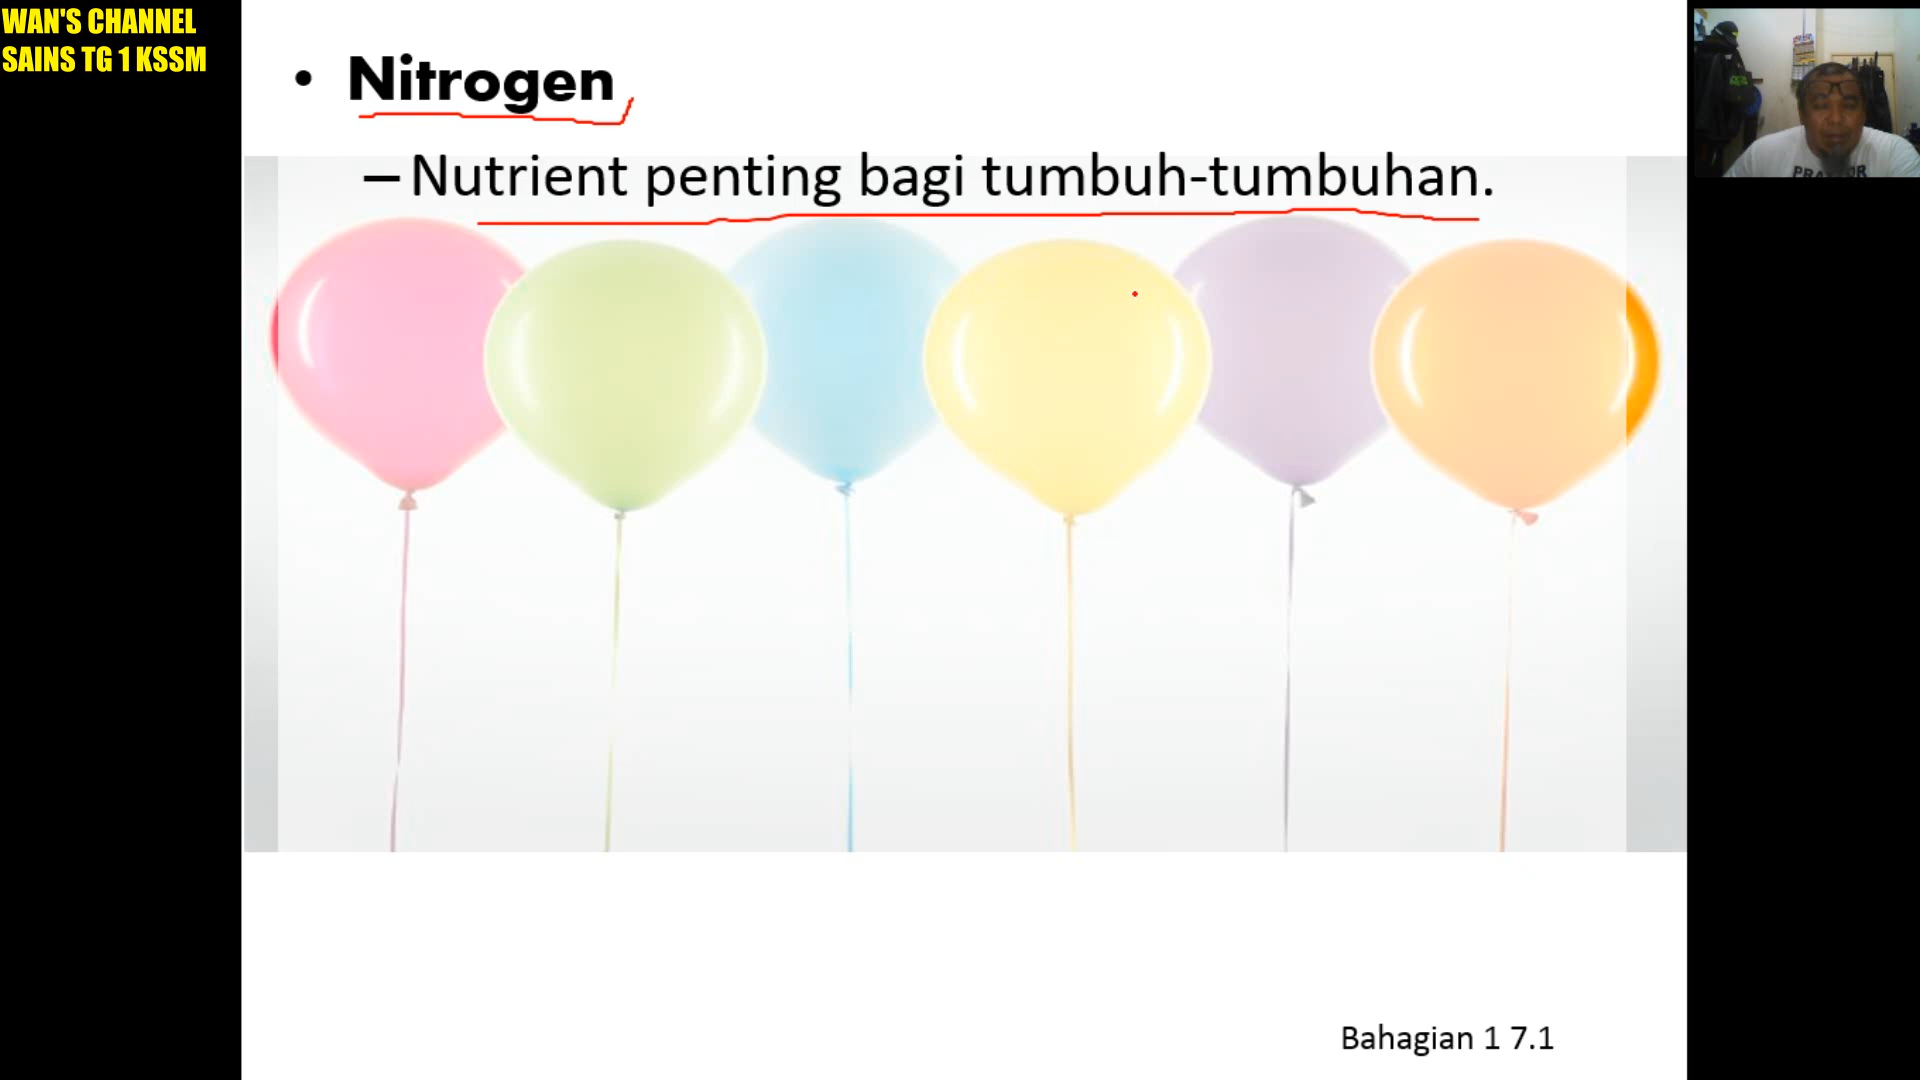 WAN'S CHANNEL
SAINS TG 1 KSSM
• Nitrogen
– Nutrient penting bagi tumbuh-tumbuhan.
Bahagian 1 7.1